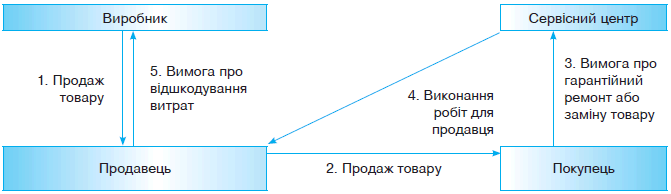 Виробник
Сервісний центр
1. Продаж
товару
5. Вимога про
відшкодування
витрат
4. Виконання
робіт для
продавця
3. Вимога про
гарантійний
ремонт або
заміну товару
Продавець
2. Продаж товару
Покупець